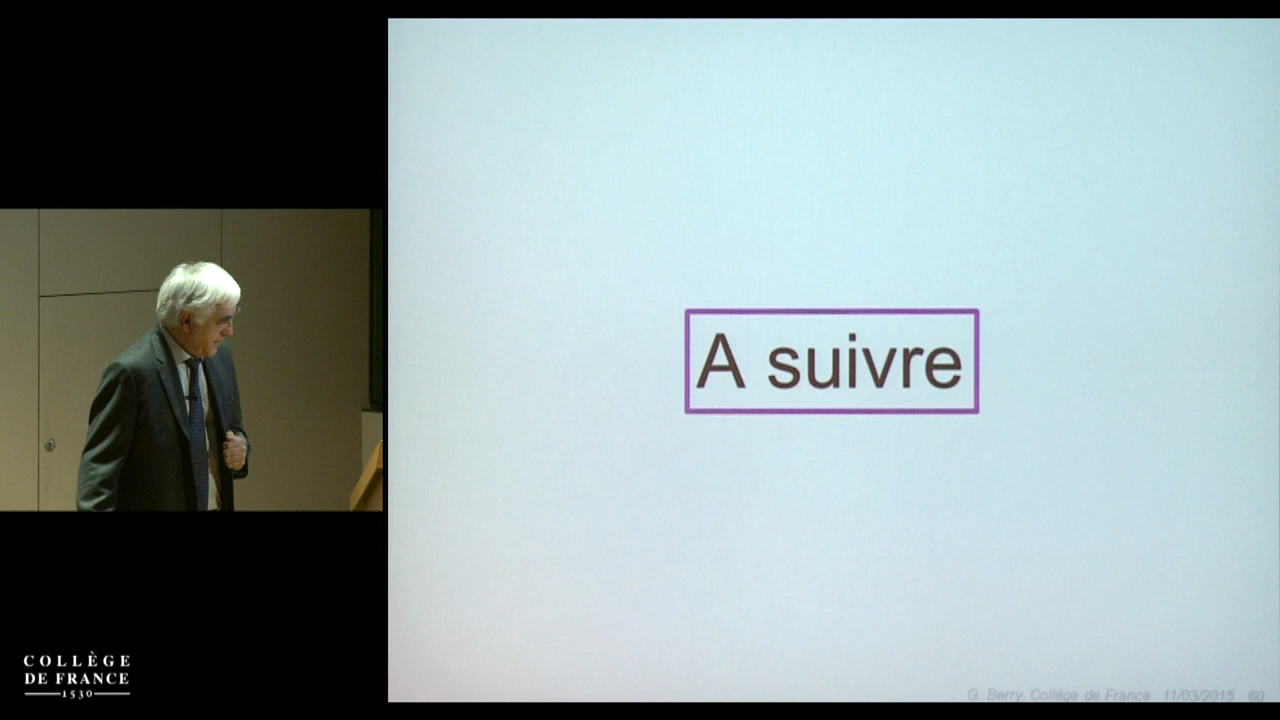 A suivre
COLLÈGE
DE FRANCE
1530
G. Berry, Collège de France 11/03/2015 60